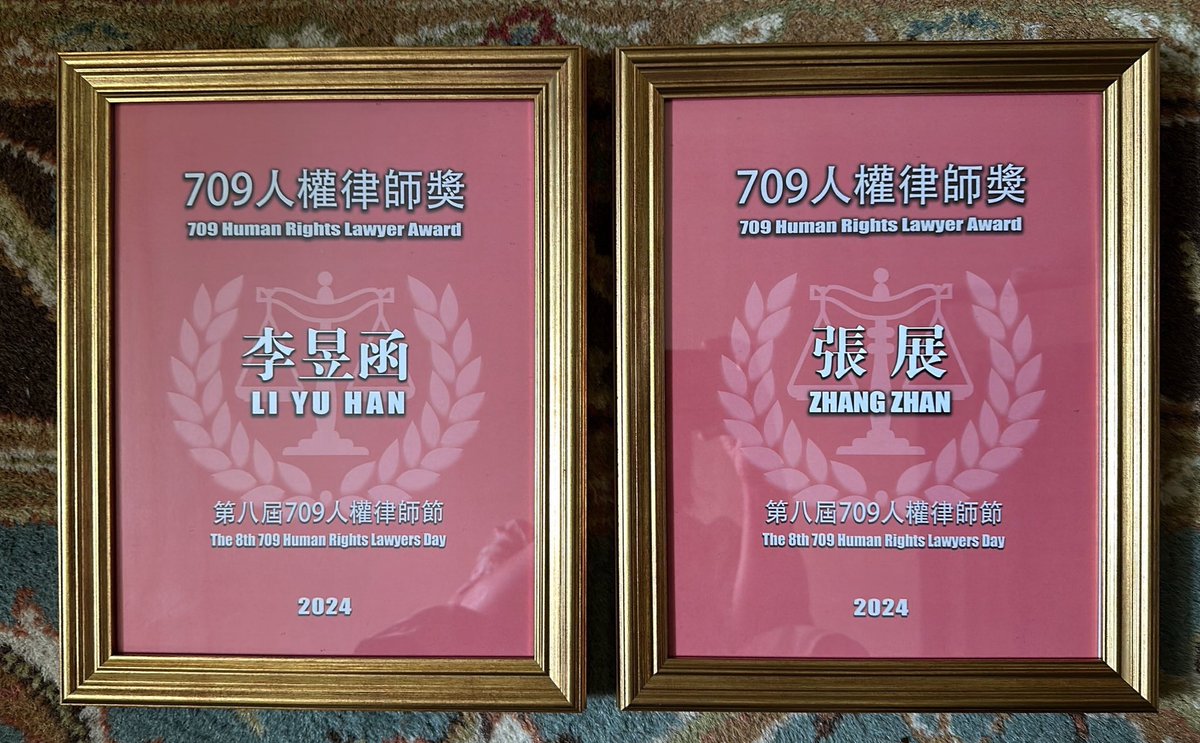 709人權律師獎
709 Human Rights Lawyer Award
李昱函
LI YU HAN
第八屆709人權律師節
The 8th 709 Human Rights Lawyers Day
2024
709人權律師獎
709 Human Rights Lawyer Award
張展
ZHANG ZHAN
第八屆709人權律師節
The 8th 709 Human Rights Lawyers Day
2024